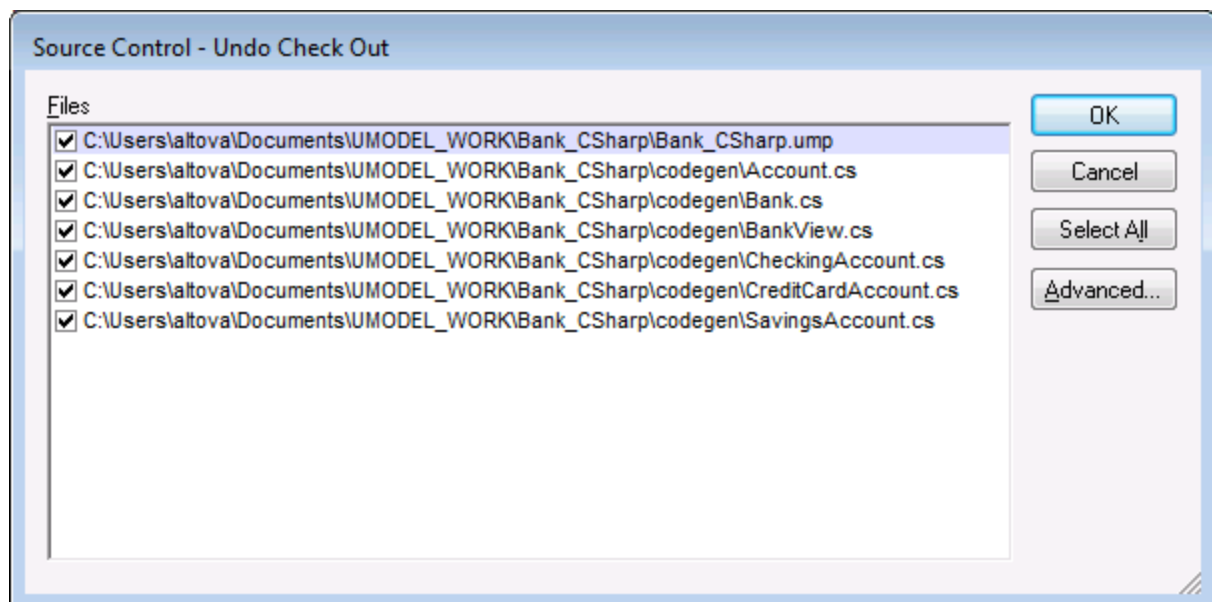 Source Control - Undo Check Out
Files
C:\Users\altova\Documents\UMODEL_WORK\Bank_CSharp\Bank_CSharp.ump
C:\Users\altova\Documents\UMODEL_WORK\Bank_CSharp\codegen\Account.cs
C:\Users\altova\Documents\UMODEL_WORK\Bank_CSharp\codegen\Bank.cs
C:\Users\altova\Documents\UMODEL_WORK\Bank_CSharp\codegen\BankView.cs
C:\Users\altova\Documents\UMODEL_WORK\Bank_CSharp\codegen\CheckingAccount.cs
C:\Users\altova\Documents\UMODEL_WORK\Bank_CSharp\codegen\CreditCardAccount.cs
C:\Users\altova\Documents\UMODEL_WORK\Bank_CSharp\codegen\SavingsAccount.cs
OK
Cancel
Select All
Advanced...